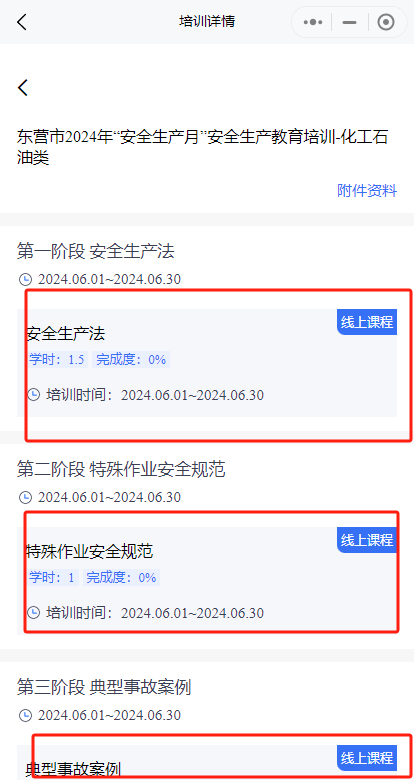 培训详情
东营市2024年“安全生产月”安全生产教育培训-化工石
油类
附件资料
第一阶段 安全生产法
2024.06.01~2024.06.30
线上课程
安全生产法
学时：1.5 完成度：0%
培训时间：2024.06.01~2024.06.30
第二阶段 特殊作业安全规范
2024.06.01~2024.06.30
线上课程
特殊作业安全规范
学时：1 完成度：0%
培训时间：2024.06.01~2024.06.30
第三阶段 典型事故案例
2024.06.01~2024.06.30
线上课程
典型事故案例